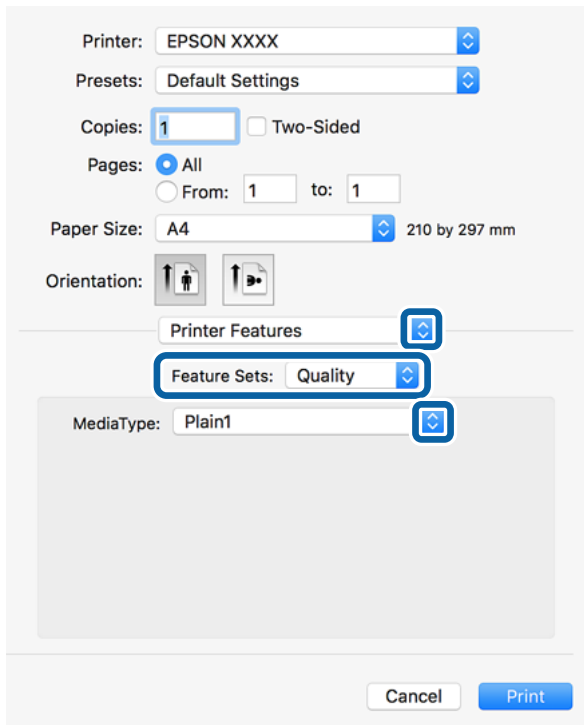 Printer: EPSON XXXX
Presets: Default Settings
Copies: 1 Two-Sided
Pages: All
From: 1 to: 1
Paper Size: A4 210 by 297 mm
Orientation:
Printer Features
Feature Sets: Quality
MediaType: Plain1
Cancel Print